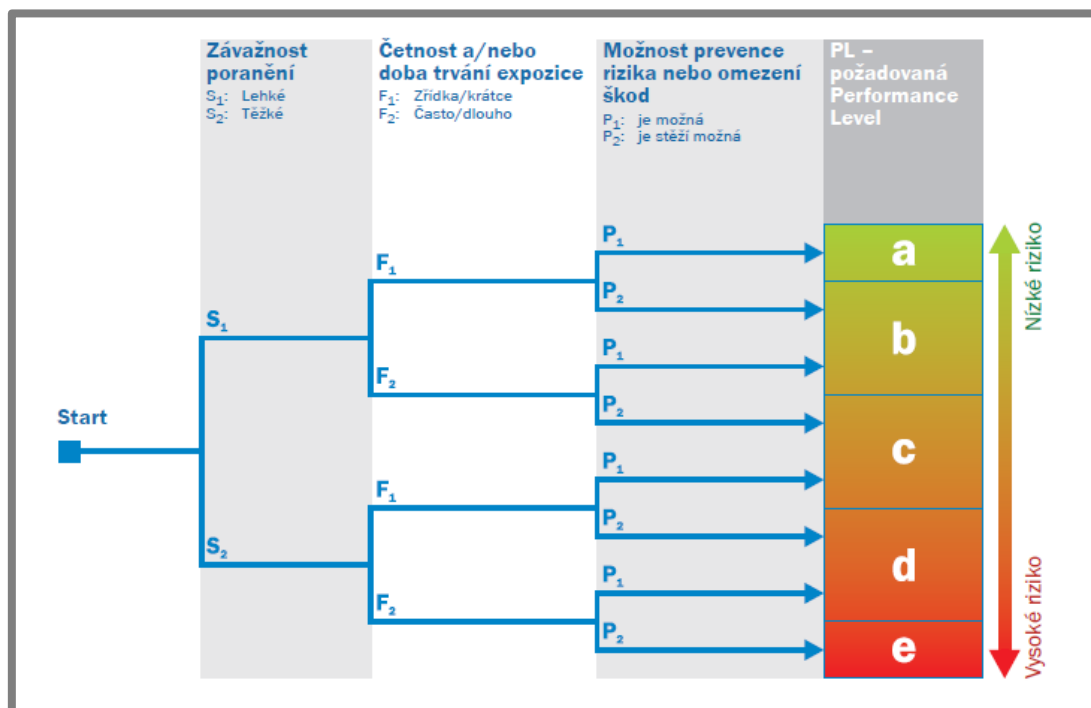 Závažnost
poranění
S1: Lehké
S2: Těžké
Četnost a/nebo
doba trvání expozice
F1: Zřídka/krátce
F2: Často/dlouho
Možnost prevence
rizika nebo omezení
škod
P1: je možná
P2: je stěží možná
PL –
požadovaná
Performance
Level
Start
S1
S2
F1
F2
F1
F2
P1
P2
P1
P2
P1
P2
P1
P2
a
b
c
d
e
Nízké riziko
Vysoké riziko